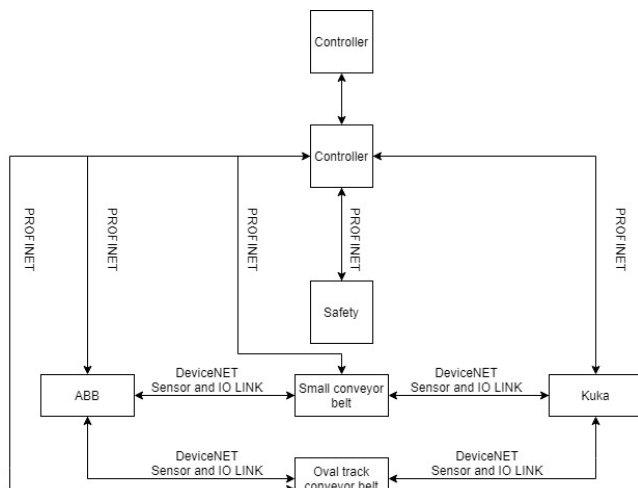 Controller
Controller
PROFINET
PROFINET
PROFINET
PROFINET
PROFINET
Safety
DeviceNET
Sensor and IO LINK
DeviceNET
Sensor and IO LINK
ABB
Small conveyor
belt
Kuka
DeviceNET
Sensor and IO LINK
DeviceNET
Sensor and IO LINK
Oval track
conveyor belt